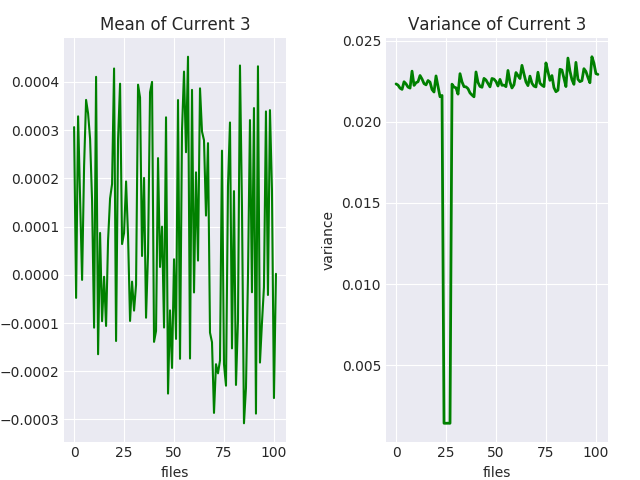 Mean of Current 3
0.0004
0.0003
0.0002
0.0001
0.0000
−0.0001
−0.0002
−0.0003
0 25 50 75 100
files
Variance of Current 3
0.025
0.020
0.015
0.010
0.005
variance
0 25 50 75 100
files